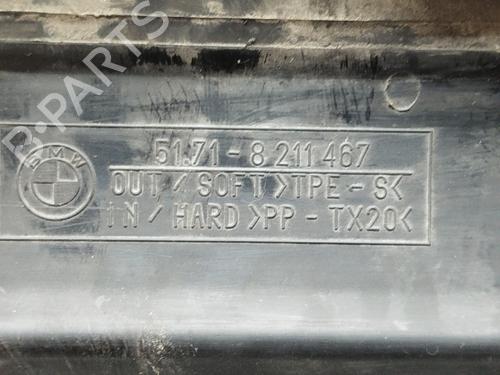 B-PARTS
BMW
51.71-8 211 467
OUT / SOFT >TPE-S<
IN / HARD >PP - TX20<